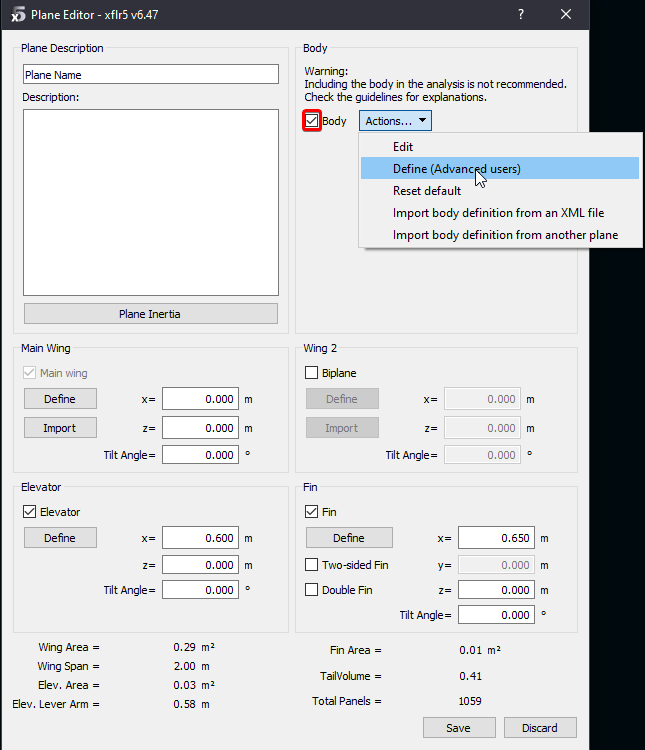 Plane Editor - xflr5 v6.47
?
Plane Description
Plane Name
Description:
Plane Inertia
Body
Warning:
Including the body in the analysis is not recommended.
Check the guidelines for explanations.
Body Actions...
Edit
Define (Advanced users)
Reset default
Import body definition from an XML file
Import body definition from another plane
Main Wing
Main wing
Define x= 0.000 m
Import z= 0.000 m
Tilt Angle= 0.000 °
Wing 2
Biplane
Define x= 0.000 m
Import z= 0.000 m
Tilt Angle= 0.000 °
Elevator
Elevator
Define x= 0.600 m
z= 0.000 m
Tilt Angle= 0.000 °
Fin
Fin
Define x= 0.650 m
Two-sided Fin y= 0.000 m
Double Fin z= 0.000 m
Tilt Angle= 0.000 °
Wing Area = 0.29 m²
Wing Span = 2.00 m
Elev. Area = 0.03 m²
Elev. Lever Arm = 0.58 m
Fin Area = 0.01 m²
TailVolume = 0.41
Total Panels = 1059
Save Discard